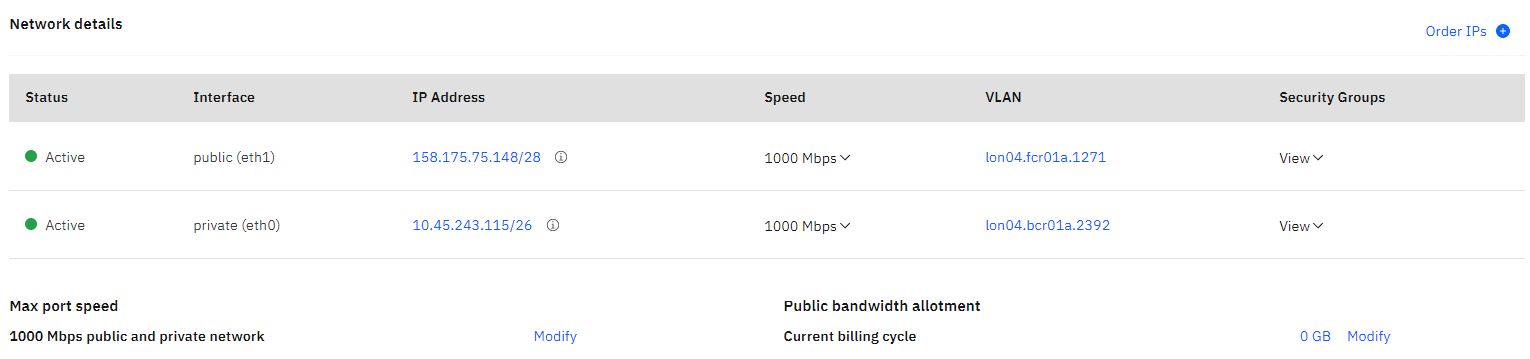 Network details
Order IPs
Status Interface IP Address Speed VLAN Security Groups
Active public (eth1) 158.175.75.148/28 1000 Mbps lon04.fcr01a.1271 View
Active private (eth0) 10.45.243.115/26 1000 Mbps lon04.bcr01a.2392 View
Max port speed Public bandwidth allotment
1000 Mbps public and private network Modify Current billing cycle 0 GB Modify